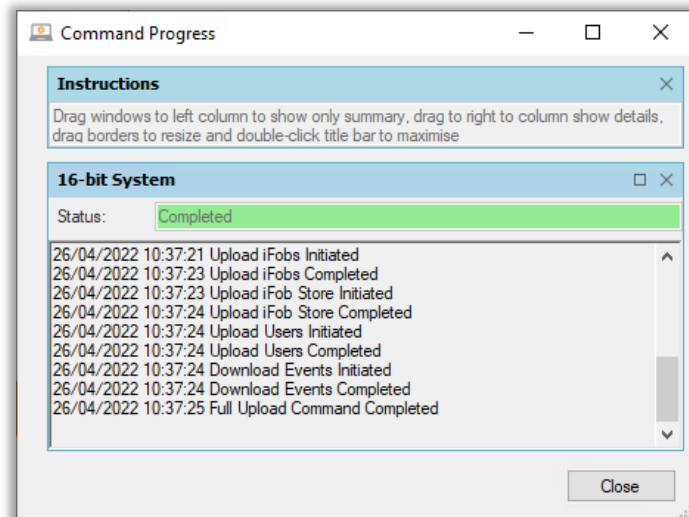 Command Progress
Instructions
Drag windows to left column to show only summary, drag to right to column show details,
drag borders to resize and double-click title bar to maximise
16-bit System
Status: Completed
26/04/2022 10:37:21 Upload iFobs Initiated
26/04/2022 10:37:23 Upload iFobs Completed
26/04/2022 10:37:23 Upload iFob Store Initiated
26/04/2022 10:37:24 Upload iFob Store Completed
26/04/2022 10:37:24 Upload Users Initiated
26/04/2022 10:37:24 Upload Users Completed
26/04/2022 10:37:24 Download Events Initiated
26/04/2022 10:37:24 Download Events Completed
26/04/2022 10:37:25 Full Upload Command Completed
Close